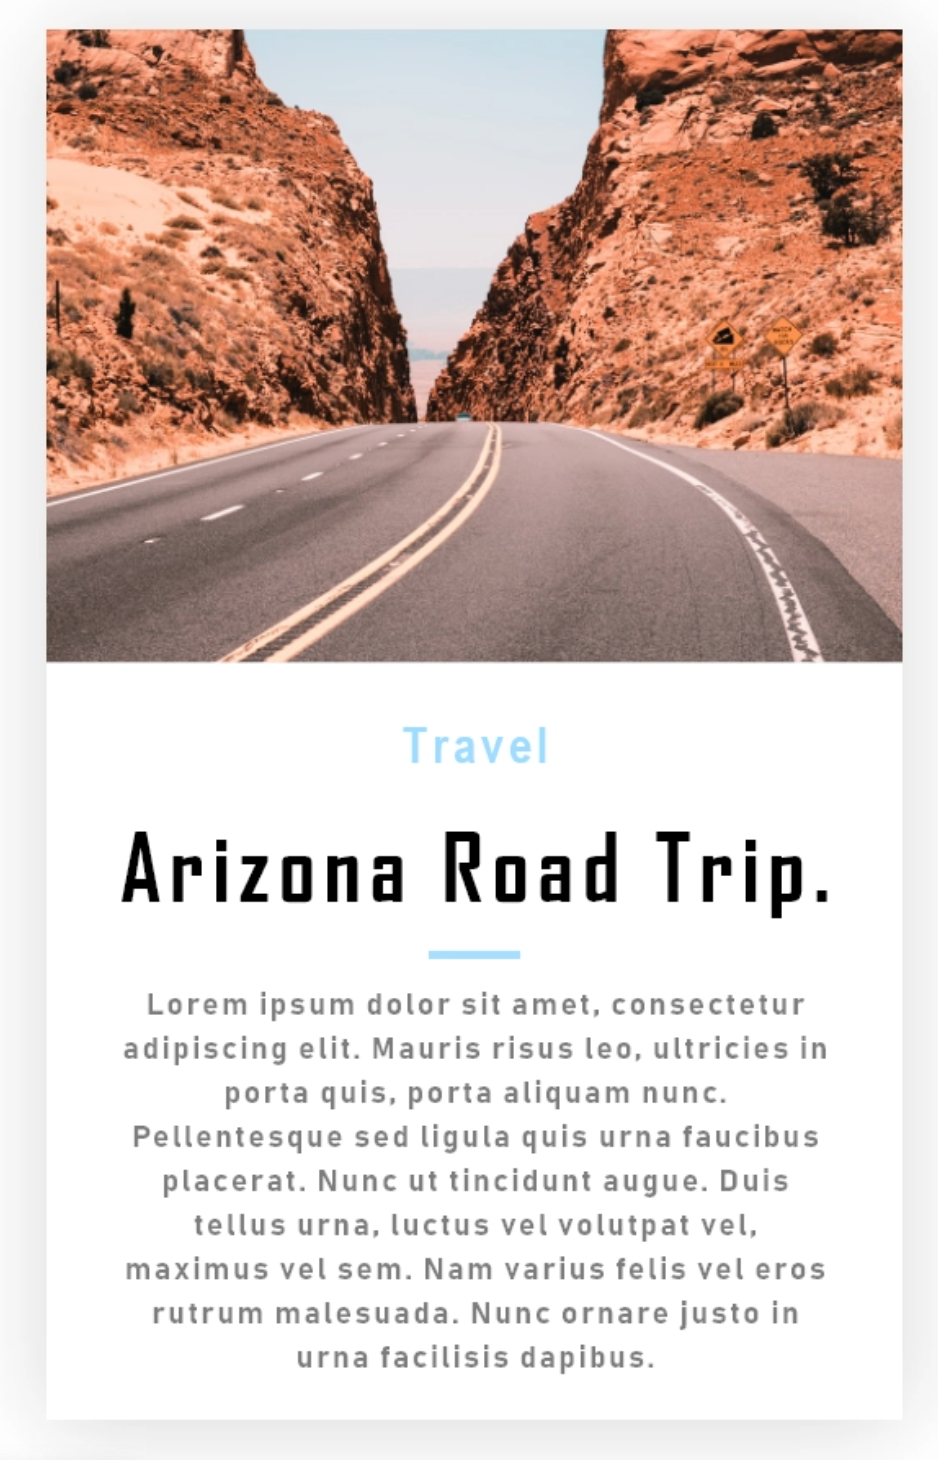 Travel
Arizona Road Trip.
Lorem ipsum dolor sit amet, consectetur
adipiscing elit. Mauris risus leo, ultricies in
porta quis, porta aliquam nunc.
Pellentesque sed ligula quis urna faucibus
placerat. Nunc ut tincidunt augue. Duis
tellus urna, luctus vel volutpat vel,
maximus vel sem. Nam varius felis vel eros
rutrum malesuada. Nunc ornare justo in
urna facilisis dapibus.